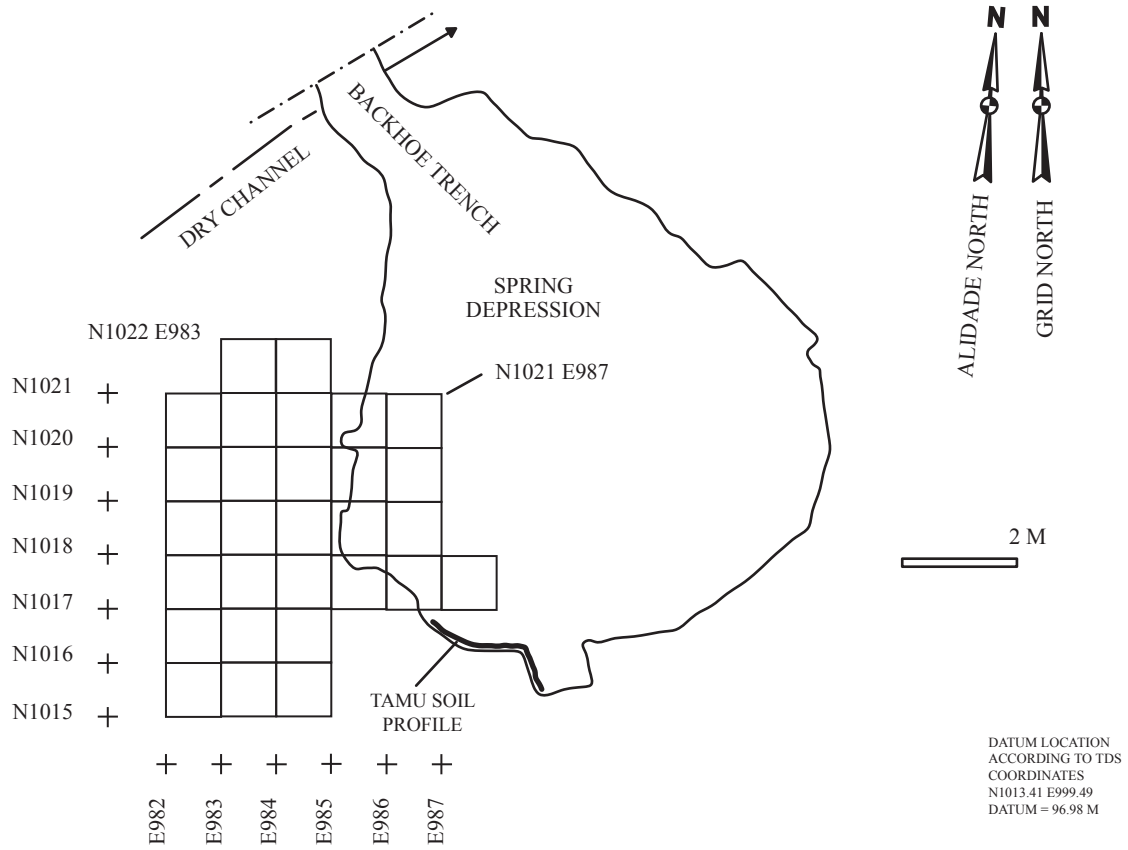 N
N
BACKHOE TRENCH
DRY CHANNEL
ALIDADE NORTH
GRID NORTH
SPRING
DEPRESSION
N1022 E983
N1021 E987
N1021
N1020
N1019
N1018
N1017
N1016
N1015
2 M
TAMU SOIL
PROFILE
E982
E983
E984
E985
E986
E987
DATUM LOCATION
ACCORDING TO TDS
COORDINATES
N1013.41 E999.49
DATUM = 96.98 M